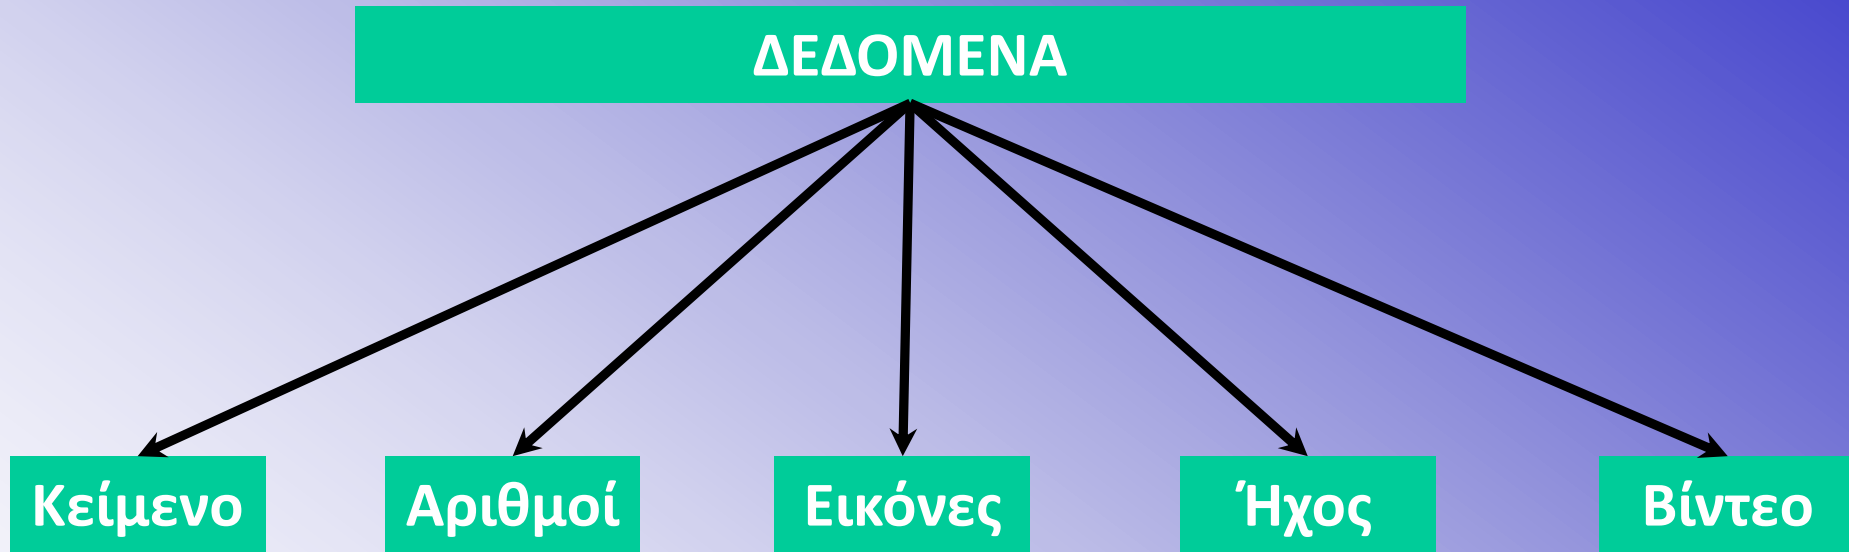 ΔΕΔΟΜΕΝΑ
Κείμενο
Αριθμοί
Εικόνες
Ήχος
Βίντεο